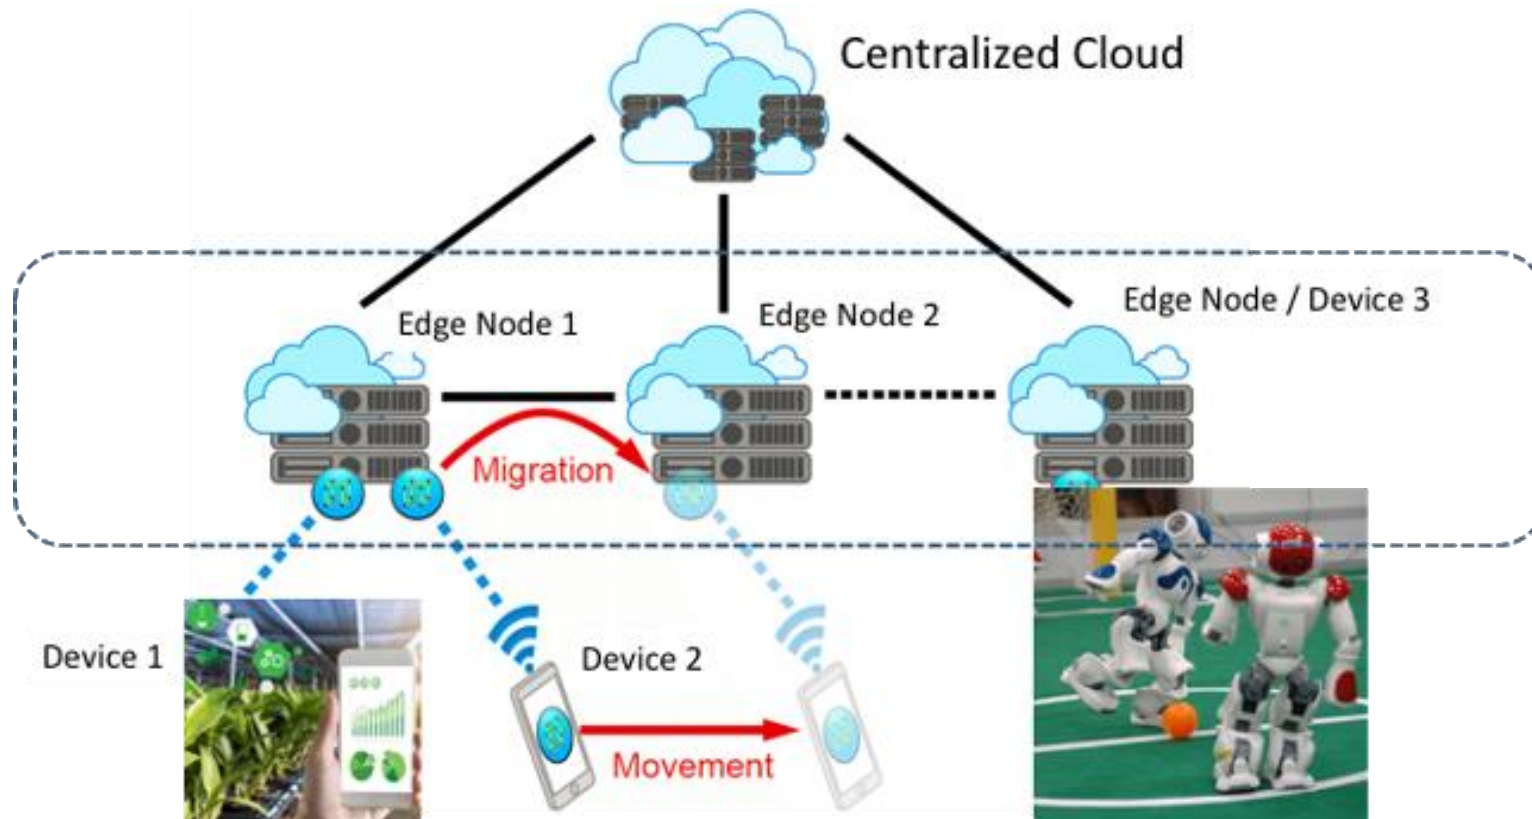 Centralized Cloud
Edge Node 1
Edge Node 2
Edge Node / Device 3
Migration
Device 1
Device 2
Movement